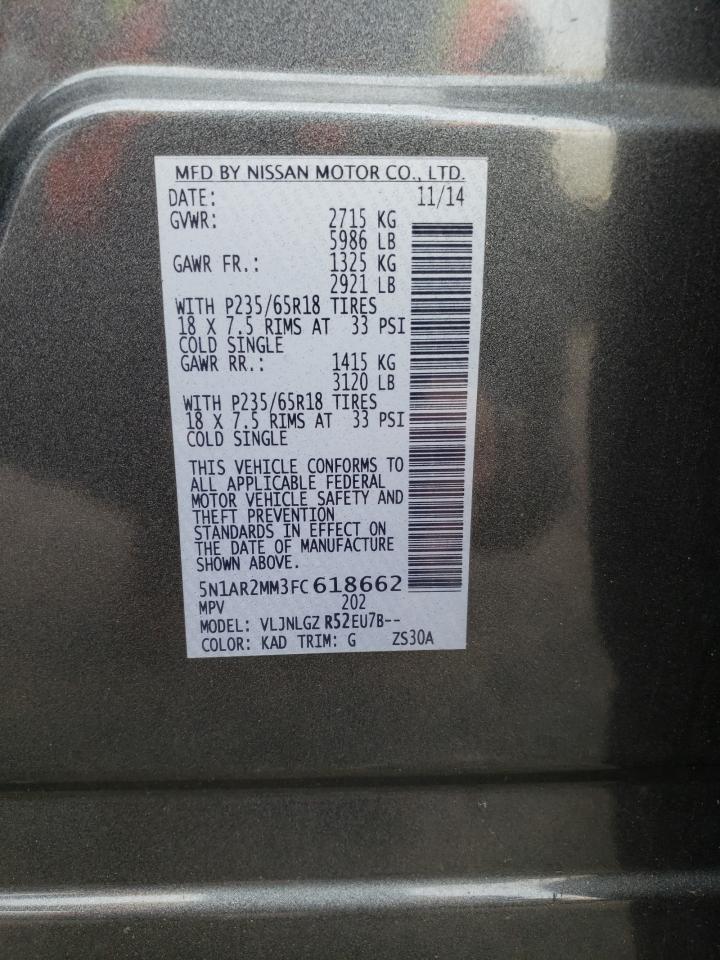 MFD BY NISSAN MOTOR CO., LTD.
DATE: 11/14
GVWR: 2715 KG
5986 LB
GAWR FR.: 1325 KG
2921 LB
WITH P235/65R18 TIRES
18 X 7.5 RIMS AT 33 PSI
COLD SINGLE
GAWR RR.: 1415 KG
3120 LB
WITH P235/65R18 TIRES
18 X 7.5 RIMS AT 33 PSI
COLD SINGLE
THIS VEHICLE CONFORMS TO
ALL APPLICABLE FEDERAL
MOTOR VEHICLE SAFETY AND
THEFT PREVENTION
STANDARDS IN EFFECT ON
THE DATE OF MANUFACTURE
SHOWN ABOVE.
5N1AR2MM3FC618662
MPV 202
MODEL: VLJNLGZ R52EU7B--
COLOR: KAD TRIM: G ZS30A